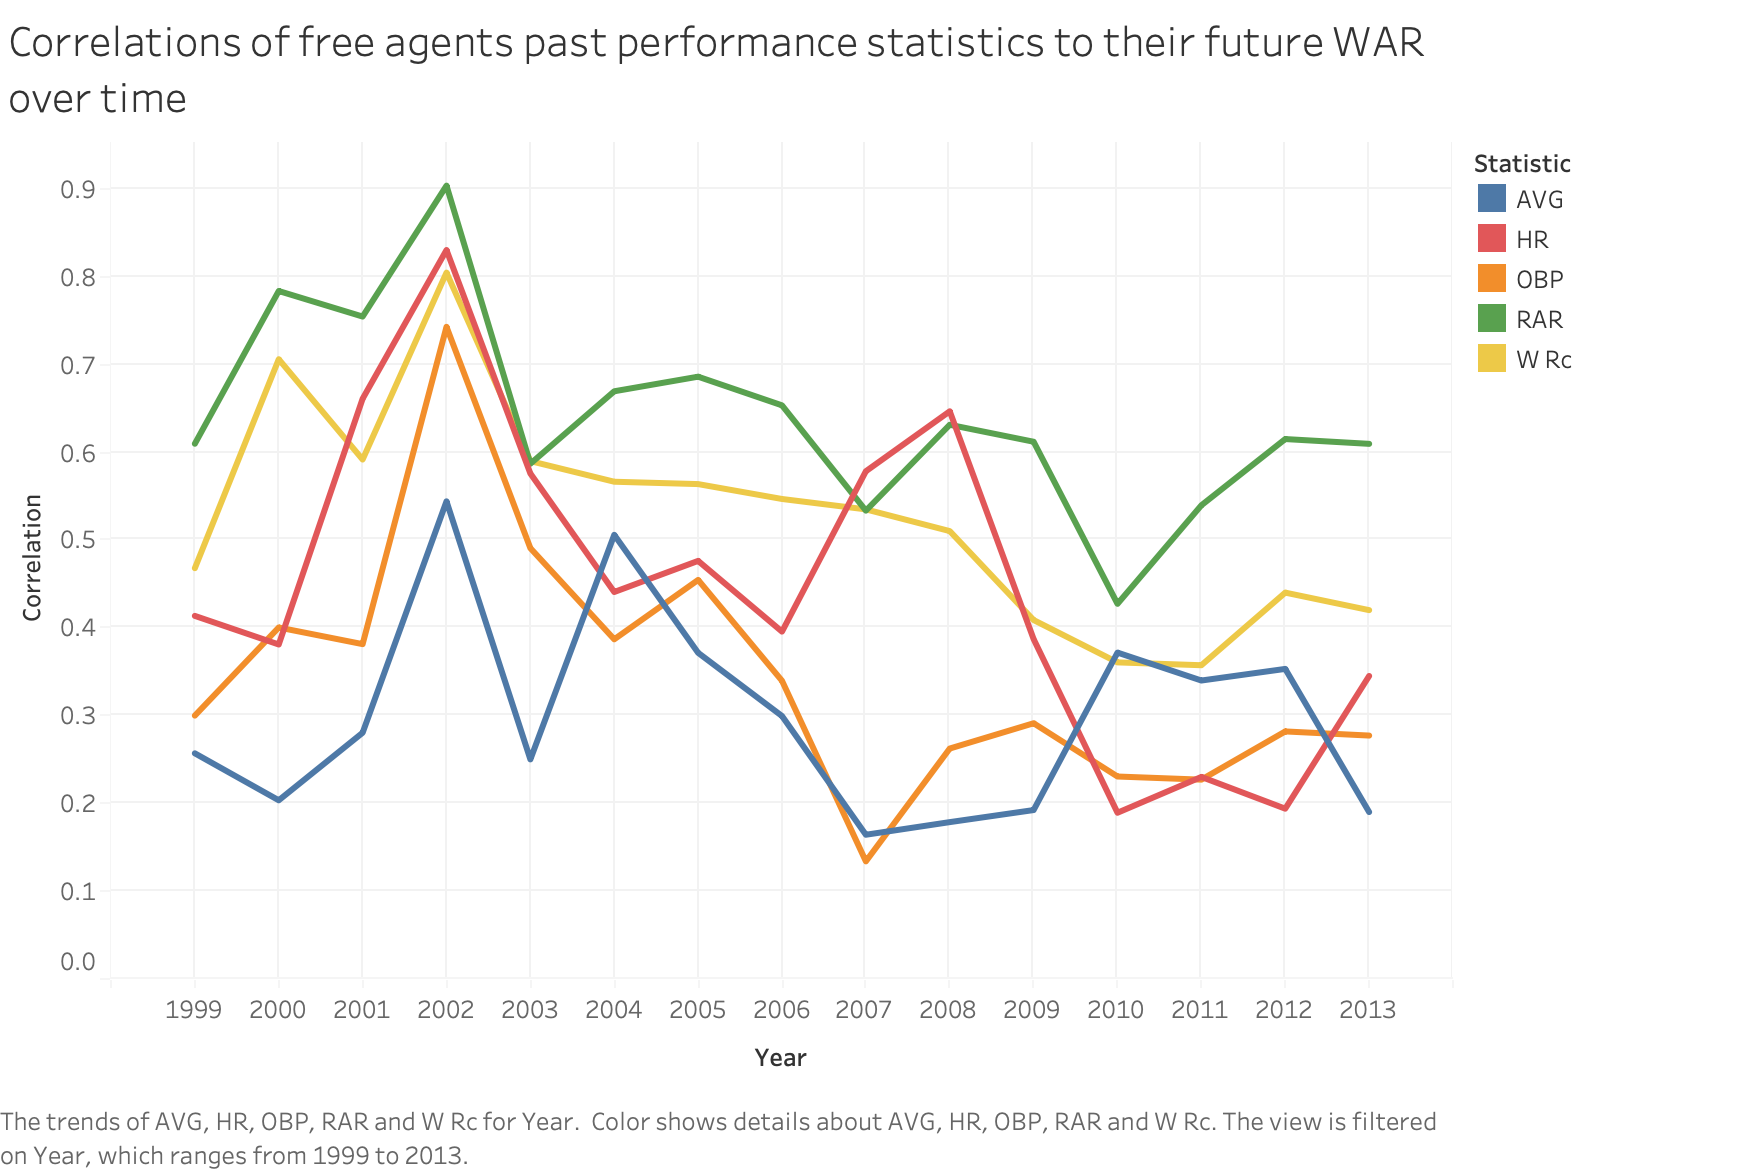 Correlations of free agents past performance statistics to their future WAR
over time
Statistic
AVG
HR
OBP
RAR
W Rc
0.9
0.8
0.7
0.6
0.5
0.4
0.3
0.2
0.1
0.0
Correlation
1999 2000 2001 2002 2003 2004 2005 2006 2007 2008 2009 2010 2011 2012 2013
Year
The trends of AVG, HR, OBP, RAR and W Rc for Year.  Color shows details about AVG, HR, OBP, RAR and W Rc. The view is filtered
on Year, which ranges from 1999 to 2013.